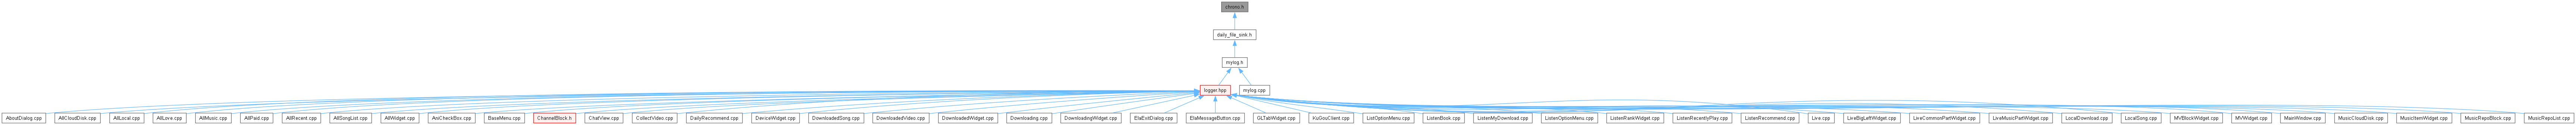 chrono.h
daily_file_sink.h
mylog.h
logger.hpp
mylog.cpp
AboutDialog.cpp
AllCloudDisk.cpp
AllLocal.cpp
AllLove.cpp
AllMusic.cpp
AllPaid.cpp
AllRecent.cpp
AllSongList.cpp
AllWidget.cpp
AniCheckBox.cpp
BaseMenu.cpp
ChannelBlock.h
ChatView.cpp
CollectVideo.cpp
DailyRecommend.cpp
DeviceWidget.cpp
DownloadedSong.cpp
DownloadedVideo.cpp
DownloadedWidget.cpp
Downloading.cpp
DownloadingWidget.cpp
ElaExitDialog.cpp
ElaMessageButton.cpp
GLTabWidget.cpp
KuGouClient.cpp
ListOptionMenu.cpp
ListenBook.cpp
ListenMyDownload.cpp
ListenOptionMenu.cpp
ListenRankWidget.cpp
ListenRecentlyPlay.cpp
ListenRecommend.cpp
Live.cpp
LiveBigLeftWidget.cpp
LiveCommonPartWidget.cpp
LiveMusicPartWidget.cpp
LocalDownload.cpp
LocalSong.cpp
MVBlockWidget.cpp
MVWidget.cpp
MainWindow.cpp
MusicCloudDisk.cpp
MusicItemWidget.cpp
MusicRepoBlock.cpp
MusicRepoList.cpp